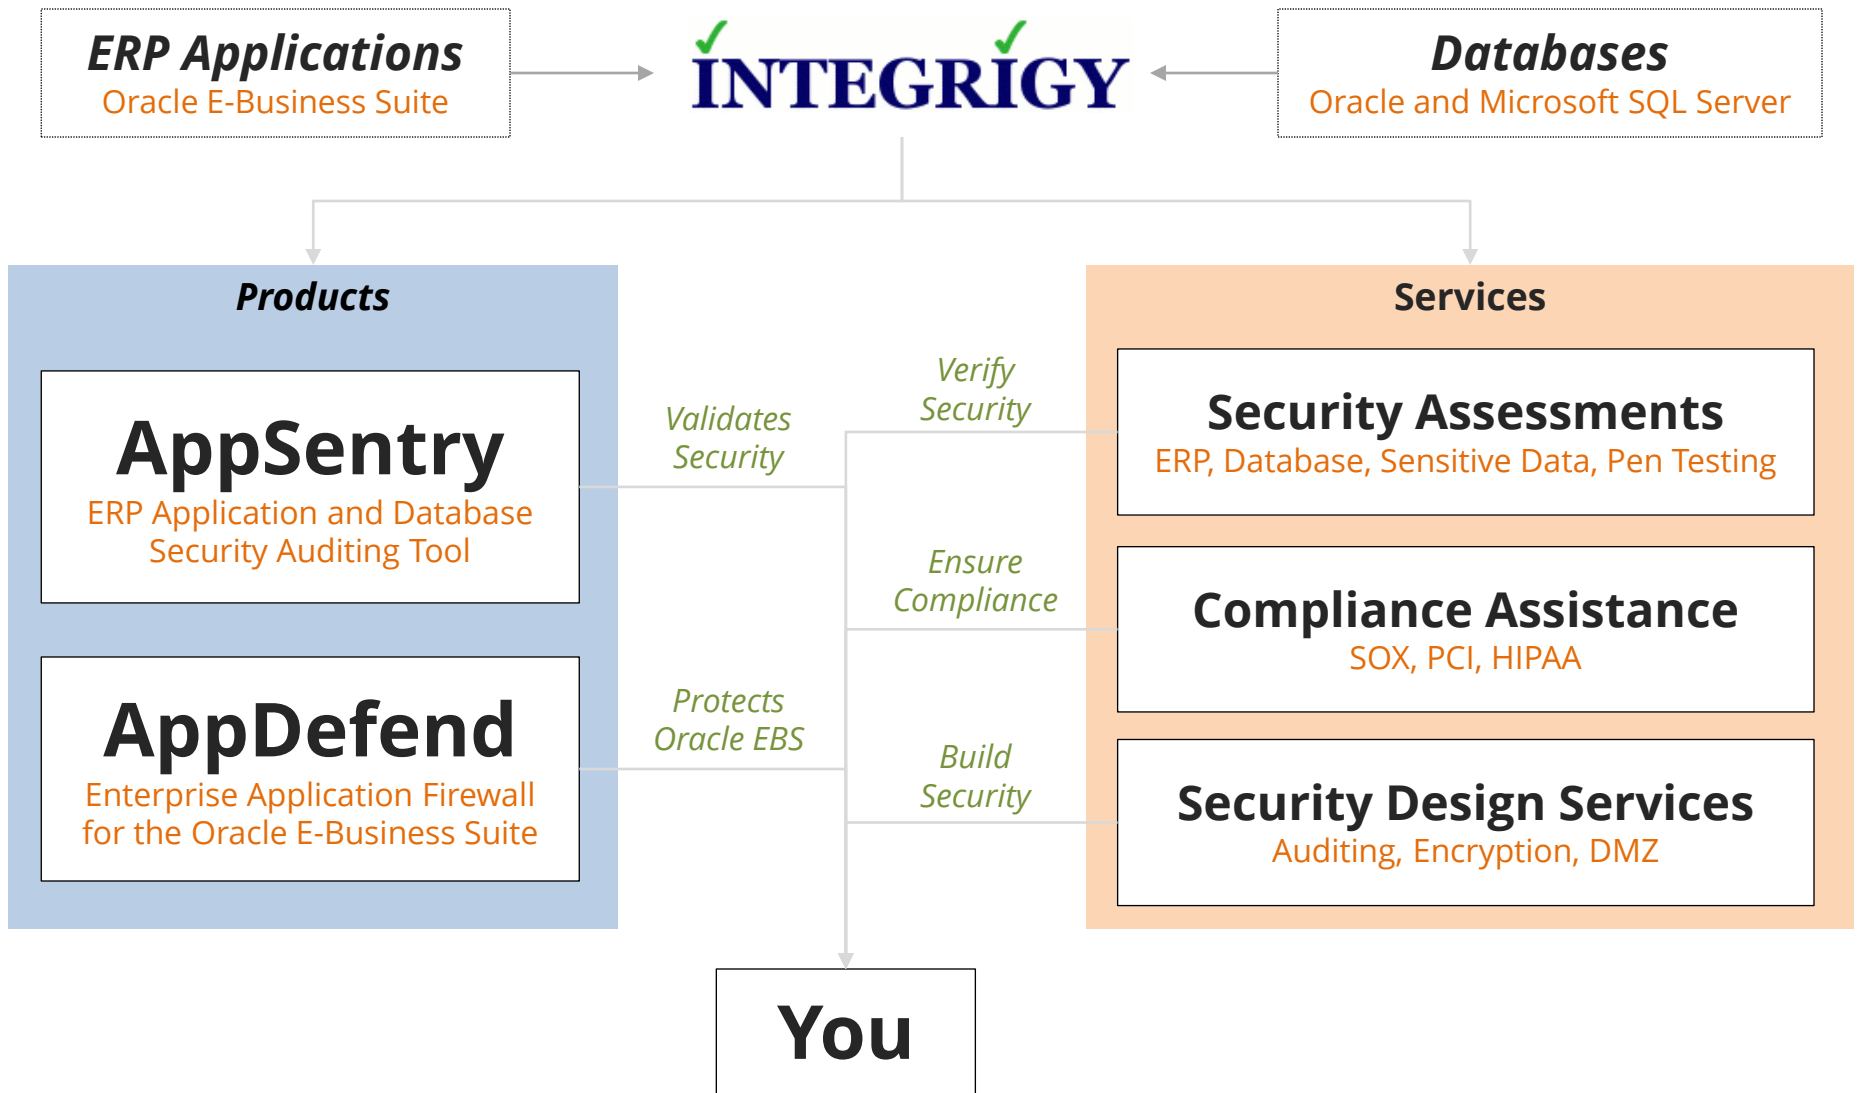 ERP Applications
Oracle E-Business Suite
INTEGRIGY
Databases
Oracle and Microsoft SQL Server
Products
AppSentry
ERP Application and Database
Security Auditing Tool
AppDefend
Enterprise Application Firewall
for the Oracle E-Business Suite
Validates
Security
Protects
Oracle EBS
Verify
Security
Ensure
Compliance
Build
Security
Services
Security Assessments
ERP, Database, Sensitive Data, Pen Testing
Compliance Assistance
SOX, PCI, HIPAA
Security Design Services
Auditing, Encryption, DMZ
You